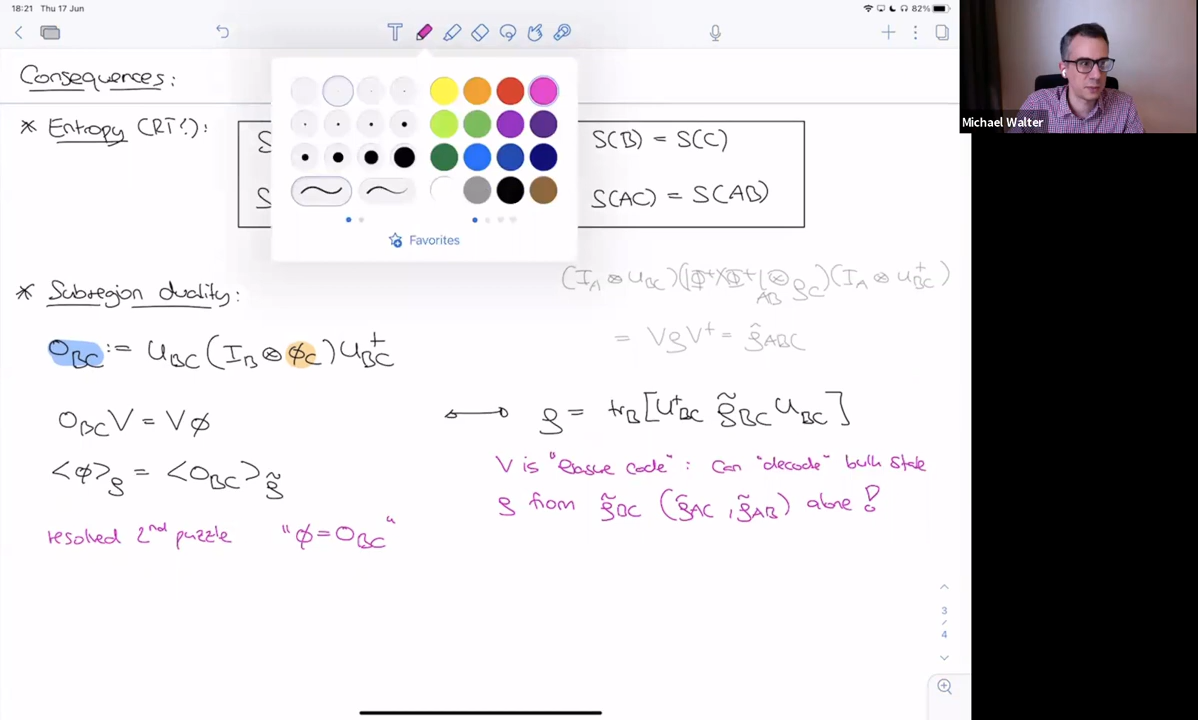 18:21 Thu 17 Jun
82%
Consequences:
* Entropy (RT!):
S(B) = S(C)
S(AC) = S(AB)
Favorites
* Subregion duality:
(I_A ⊗ U_BC)(|Φ⁺⟩⟨Φ⁺|_AB ⊗ ρ_C)(I_A ⊗ U_BC^†)
= VρV^† = ρ̃_ABC
O_BC := U_BC (I_B ⊗ ϕ_C) U_BC^†
O_BC V = Vϕ
ρ = tr_B[U_BC^† ρ̃_BC U_BC]
<ϕ>_ρ = <O_BC>_ρ̃
V is "erasure code": can "decode" bulk state
ρ from ρ̃_BC (ρ̃_AC, ρ̃_AB) alone!
resolved 2nd puzzle "ϕ = O_BC"
3
/
4
Michael Walter